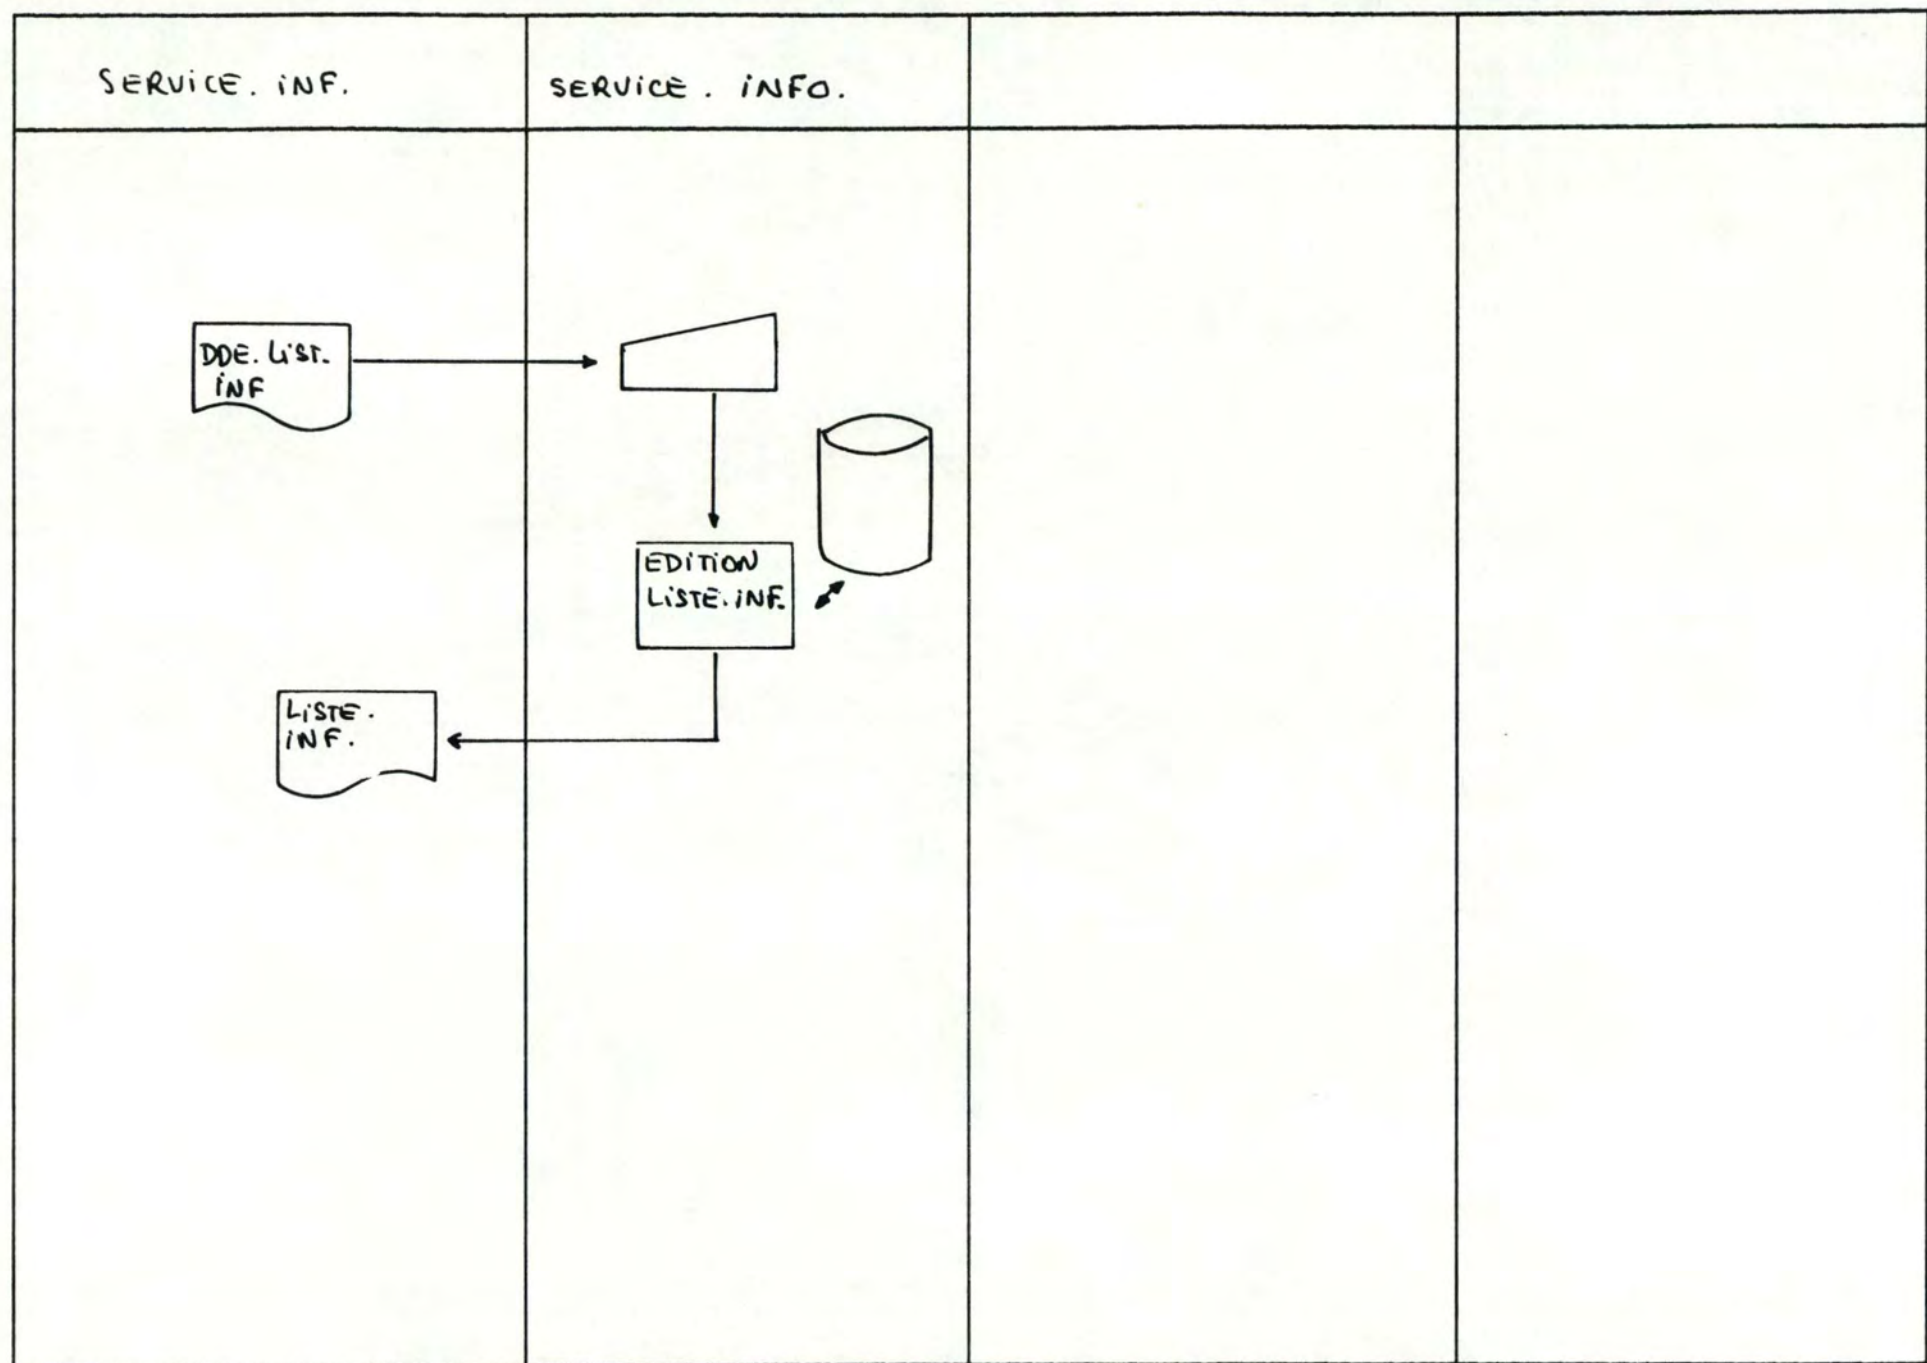 SERVICE. INF.
SERVICE. INFO.
DDE. LIST.
INF
EDITION
LISTE. INF.
LISTE.
INF.